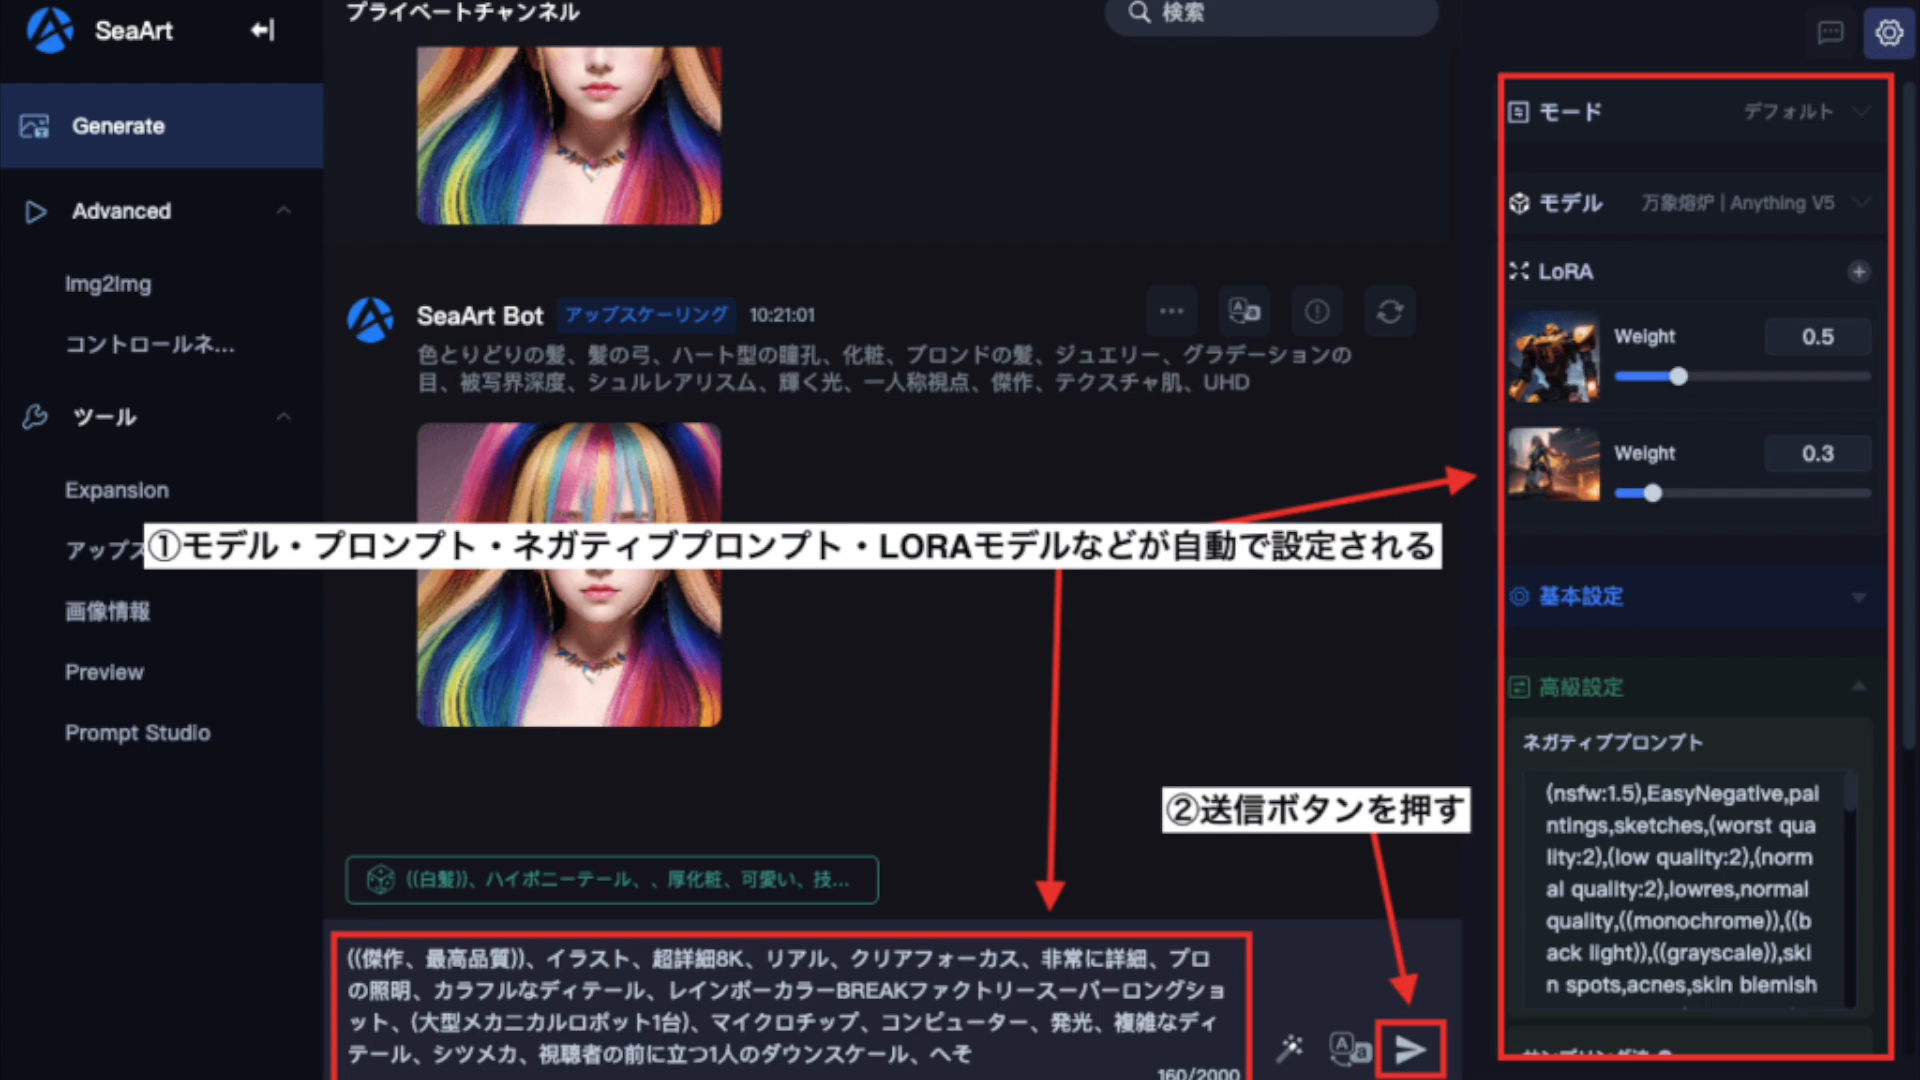 SeaArt
Generate
Advanced
Img2Img
コントロールネ...
ツール
Expansion
アップス
画像情報
Preview
Prompt Studio
プライベートチャンネル
検索
SeaArt Bot アップスケーリング 10:21:01
色とりどりの髪、髪の弓、ハート型の瞳孔、化粧、ブロンドの髪、ジュエリー、グラデーションの
目、被写界深度、シュルレアリスム、輝く光、一人称視点、傑作、テクスチャ肌、UHD
①モデル・プロンプト・ネガティブプロンプト・LORAモデルなどが自動で設定される
②送信ボタンを押す
((白髪))、ハイポニーテール、、厚化粧、可愛い、技...
((傑作、最高品質))、イラスト、超詳細8K、リアル、クリアフォーカス、非常に詳細、プロ
の照明、カラフルなディテール、レインボーカラーBREAKファクトリースーパーロングショ
ット、(大型メカニカルロボット1台)、マイクロチップ、コンピューター、発光、複雑なディ
テール、シツメカ、視聴者の前に立つ1人のダウンスケール、へそ
160/2000
モード デフォルト
モデル 万象熔炉 | Anything V5
LoRA
Weight 0.5
Weight 0.3
基本設定
高級設定
ネガティブプロンプト
(nsfw:1.5),EasyNegative,pai
ntings,sketches,(worst qua
lity:2),(low quality:2),(norm
al quality:2),lowres,normal
quality,((monochrome)),((b
ack light)),((grayscale)),ski
n spots,acnes,skin blemish